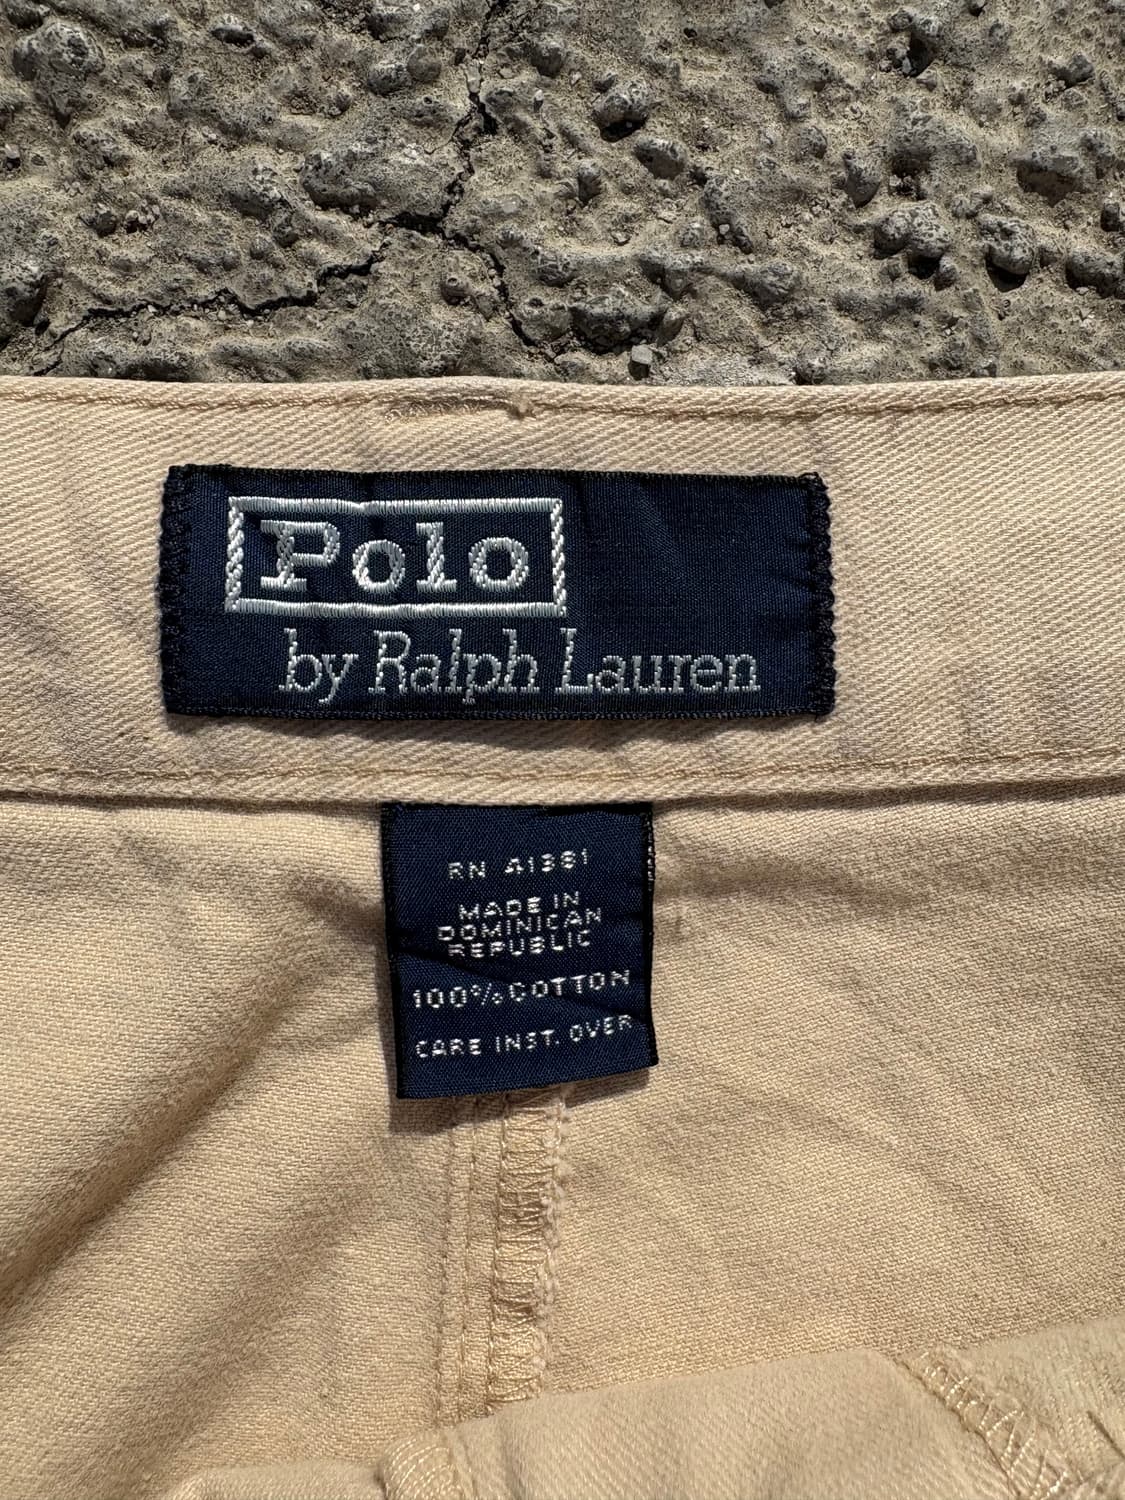 Polo
by Ralph Lauren
RN 41381
MADE IN
DOMINICAN
REPUBLIC
100% COTTON
CARE INST. OVER